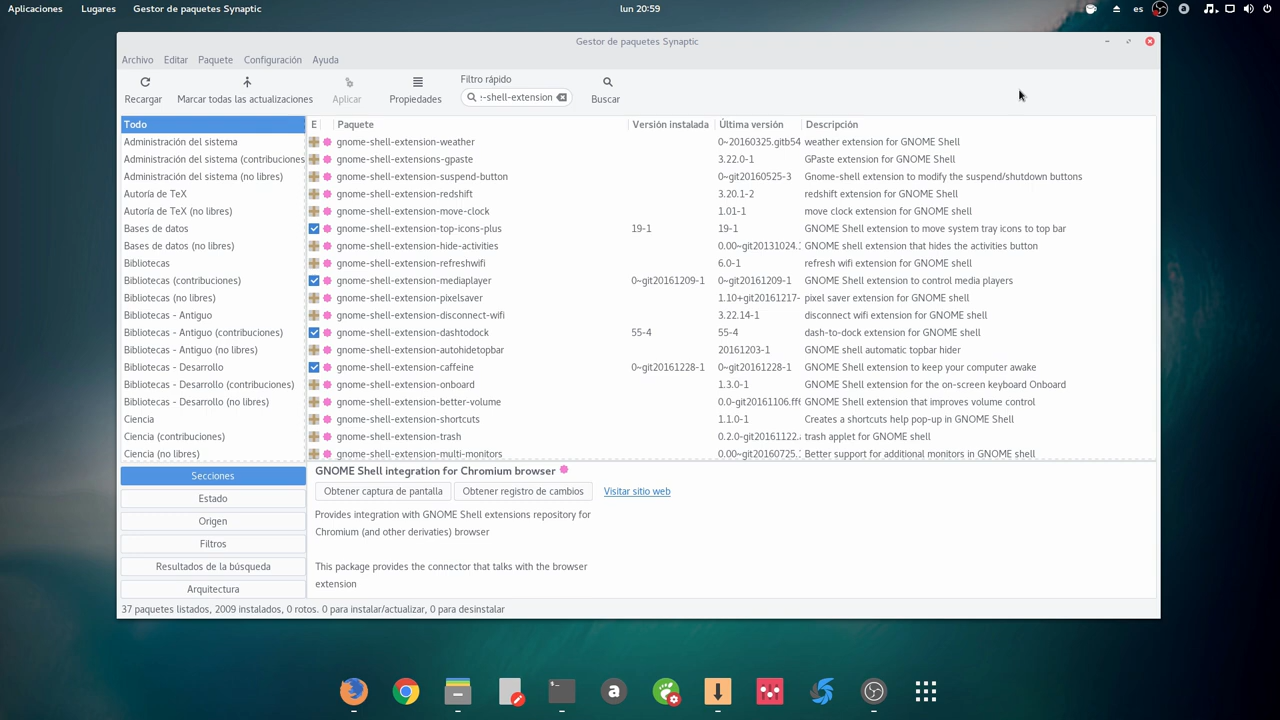 Aplicaciones Lugares Gestor de paquetes Synaptic lun 20:59 es
Gestor de paquetes Synaptic
Archivo Editar Paquete Configuración Ayuda
Recargar Marcar todas las actualizaciones Aplicar Propiedades Filtro rápido -shell-extension Buscar
Todo E Paquete Versión instalada Última versión Descripción
Administración del sistema gnome-shell-extension-weather 0~20160325.gitb54 weather extension for GNOME Shell
Administración del sistema (contribuciones gnome-shell-extensions-gpaste 3.22.0-1 GPaste extension for GNOME Shell
Administración del sistema (no libres) gnome-shell-extension-suspend-button 0~git20160525-3 Gnome-shell extension to modify the suspend/shutdown buttons
Autoría de TeX gnome-shell-extension-redshift 3.20.1-2 redshift extension for GNOME Shell
Autoría de TeX (no libres) gnome-shell-extension-move-clock 1.01-1 move clock extension for GNOME shell
Bases de datos gnome-shell-extension-top-icons-plus 19-1 19-1 GNOME Shell extension to move system tray icons to top bar
Bases de datos (no libres) gnome-shell-extension-hide-activities 0.00~git20131024. GNOME shell extension that hides the activities button
Bibliotecas gnome-shell-extension-refreshwifi 6.0-1 refresh wifi extension for GNOME shell
Bibliotecas (contribuciones) gnome-shell-extension-mediaplayer 0~git20161209-1 0~git20161209-1 GNOME Shell extension to control media players
Bibliotecas (no libres) gnome-shell-extension-pixelsaver 1.10+git20161217- pixel saver extension for GNOME shell
Bibliotecas - Antiguo gnome-shell-extension-disconnect-wifi 3.22.14-1 disconnect wifi extension for GNOME shell
Bibliotecas - Antiguo (contribuciones) gnome-shell-extension-dashtodock 55-4 55-4 dash-to-dock extension for GNOME shell
Bibliotecas - Antiguo (no libres) gnome-shell-extension-autohidetopbar 20161203-1 GNOME shell automatic topbar hider
Bibliotecas - Desarrollo gnome-shell-extension-caffeine 0~git20161228-1 0~git20161228-1 GNOME Shell extension to keep your computer awake
Bibliotecas - Desarrollo (contribuciones) gnome-shell-extension-onboard 1.3.0-1 GNOME Shell extension for the on-screen keyboard Onboard
Bibliotecas - Desarrollo (no libres) gnome-shell-extension-better-volume 0.0-git20161106.fff GNOME Shell extension that improves volume control
Ciencia gnome-shell-extension-shortcuts 1.1.0-1 Creates a shortcuts help pop-up in GNOME Shell
Ciencia (contribuciones) gnome-shell-extension-trash 0.2.0-git20161122. trash applet for GNOME shell
Ciencia (no libres) gnome-shell-extension-multi-monitors 0.00~git20160725. Better support for additional monitors in GNOME shell
Secciones
Estado
Origen
Filtros
Resultados de la búsqueda
Arquitectura
GNOME Shell integration for Chromium browser
Obtener captura de pantalla Obtener registro de cambios Visitar sitio web
Provides integration with GNOME Shell extensions repository for
Chromium (and other derivaties) browser
This package provides the connector that talks with the browser
extension
37 paquetes listados, 2009 instalados, 0 rotos. 0 para instalar/actualizar, 0 para desinstalar
a